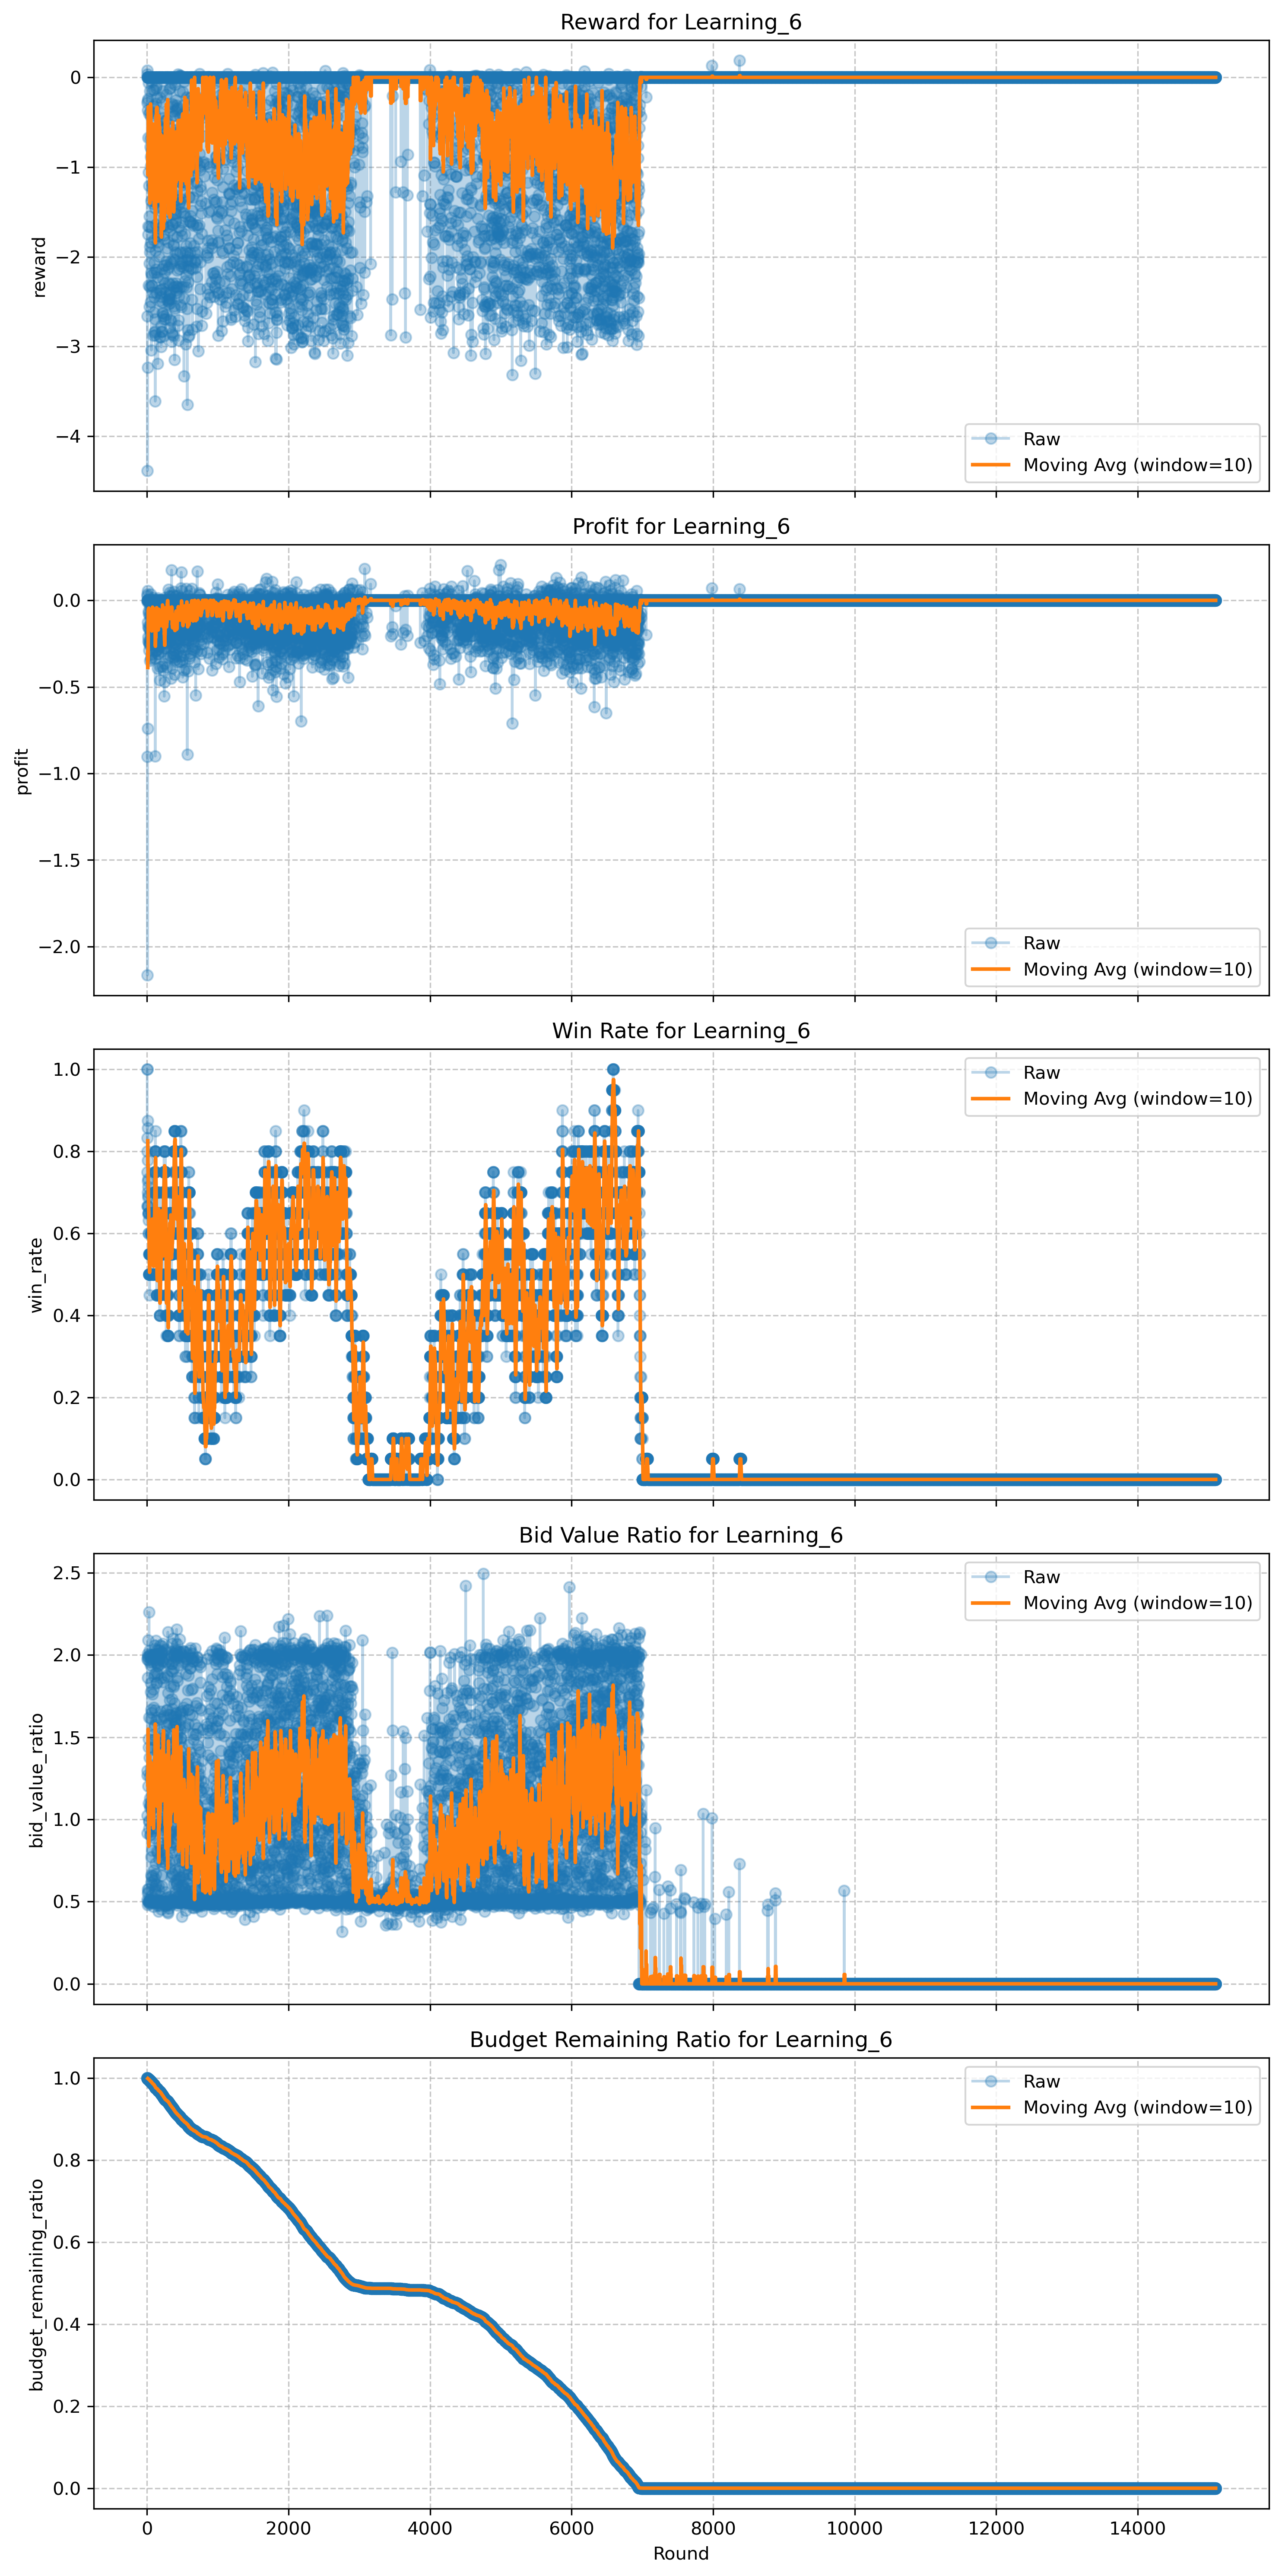 Reward for Learning_6
reward
0
−1
−2
−3
−4
Raw
Moving Avg (window=10)
Profit for Learning_6
profit
0.0
−0.5
−1.0
−1.5
−2.0
Raw
Moving Avg (window=10)
Win Rate for Learning_6
win_rate
1.0
0.8
0.6
0.4
0.2
0.0
Raw
Moving Avg (window=10)
Bid Value Ratio for Learning_6
bid_value_ratio
2.5
2.0
1.5
1.0
0.5
0.0
Raw
Moving Avg (window=10)
Budget Remaining Ratio for Learning_6
budget_remaining_ratio
1.0
0.8
0.6
0.4
0.2
0.0
Raw
Moving Avg (window=10)
0 2000 4000 6000 8000 10000 12000 14000
Round